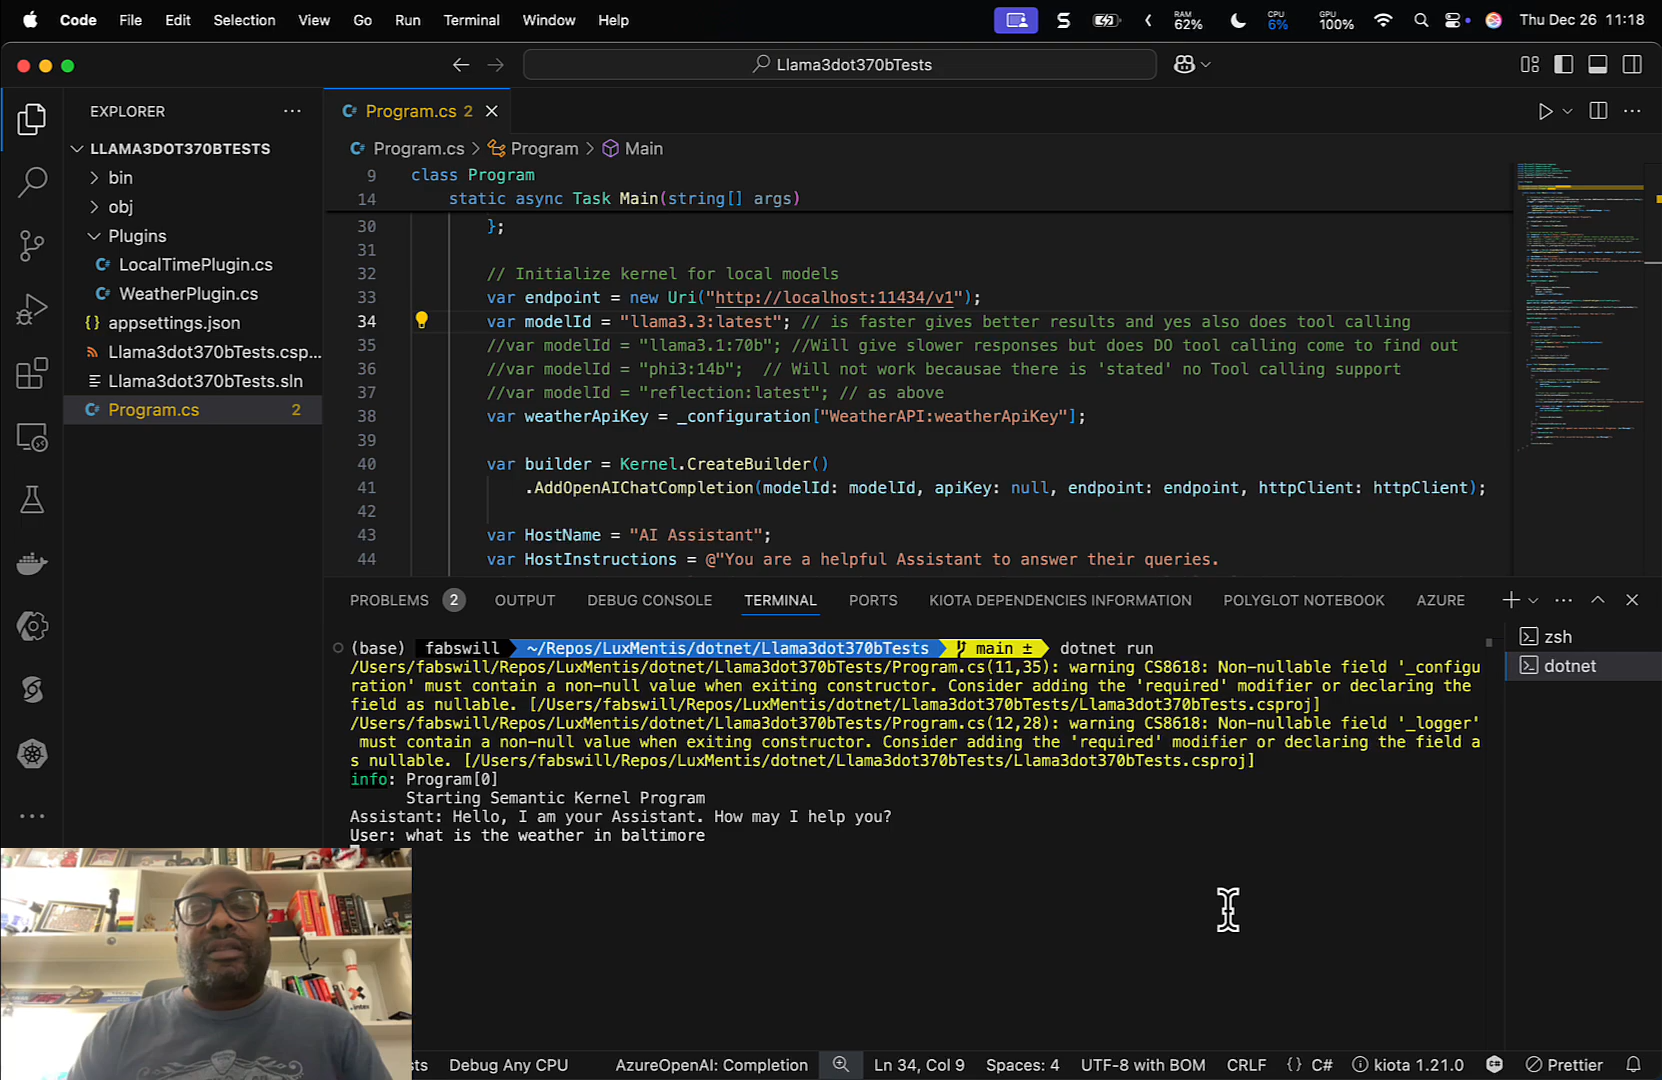 Code File Edit Selection View Go Run Terminal Window Help RAM 62% CPU 6% GPU 100% Thu Dec 26 11:18
Llama3dot370bTests
EXPLORER
LLAMA3DOT370BTESTS
bin
obj
Plugins
LocalTimePlugin.cs
WeatherPlugin.cs
appsettings.json
Llama3dot370bTests.csp...
Llama3dot370bTests.sln
Program.cs 2
Program.cs 2
Program.cs > Program > Main
9 class Program
14 static async Task Main(string[] args)
30 };
31
32 // Initialize kernel for local models
33 var endpoint = new Uri("http://localhost:11434/v1");
34 var modelId = "llama3.3:latest"; // is faster gives better results and yes also does tool calling
35 //var modelId = "llama3.1:70b"; //Will give slower responses but does DO tool calling come to find out
36 //var modelId = "phi3:14b";  // Will not work becausae there is 'stated' no Tool calling support
37 //var modelId = "reflection:latest"; // as above
38 var weatherApiKey = _configuration["WeatherAPI:weatherApiKey"];
39
40 var builder = Kernel.CreateBuilder()
41 .AddOpenAIChatCompletion(modelId: modelId, apiKey: null, endpoint: endpoint, httpClient: httpClient);
42
43 var HostName = "AI Assistant";
44 var HostInstructions = @"You are a helpful Assistant to answer their queries.
PROBLEMS 2 OUTPUT DEBUG CONSOLE TERMINAL PORTS KIOTA DEPENDENCIES INFORMATION POLYGLOT NOTEBOOK AZURE
zsh
dotnet
(base) fabswill ~/Repos/LuxMentis/dotnet/Llama3dot370bTests main ± dotnet run
/Users/fabswill/Repos/LuxMentis/dotnet/Llama3dot370bTests/Program.cs(11,35): warning CS8618: Non-nullable field '_configu
ration' must contain a non-null value when exiting constructor. Consider adding the 'required' modifier or declaring the
field as nullable. [/Users/fabswill/Repos/LuxMentis/dotnet/Llama3dot370bTests/Llama3dot370bTests.csproj]
/Users/fabswill/Repos/LuxMentis/dotnet/Llama3dot370bTests/Program.cs(12,28): warning CS8618: Non-nullable field '_logger'
must contain a non-null value when exiting constructor. Consider adding the 'required' modifier or declaring the field a
s nullable. [/Users/fabswill/Repos/LuxMentis/dotnet/Llama3dot370bTests/Llama3dot370bTests.csproj]
info: Program[0]
Starting Semantic Kernel Program
Assistant: Hello, I am your Assistant. How may I help you?
User: what is the weather in baltimore
ts Debug Any CPU AzureOpenAI: Completion Ln 34, Col 9 Spaces: 4 UTF-8 with BOM CRLF {} C# kiota 1.21.0 Prettier